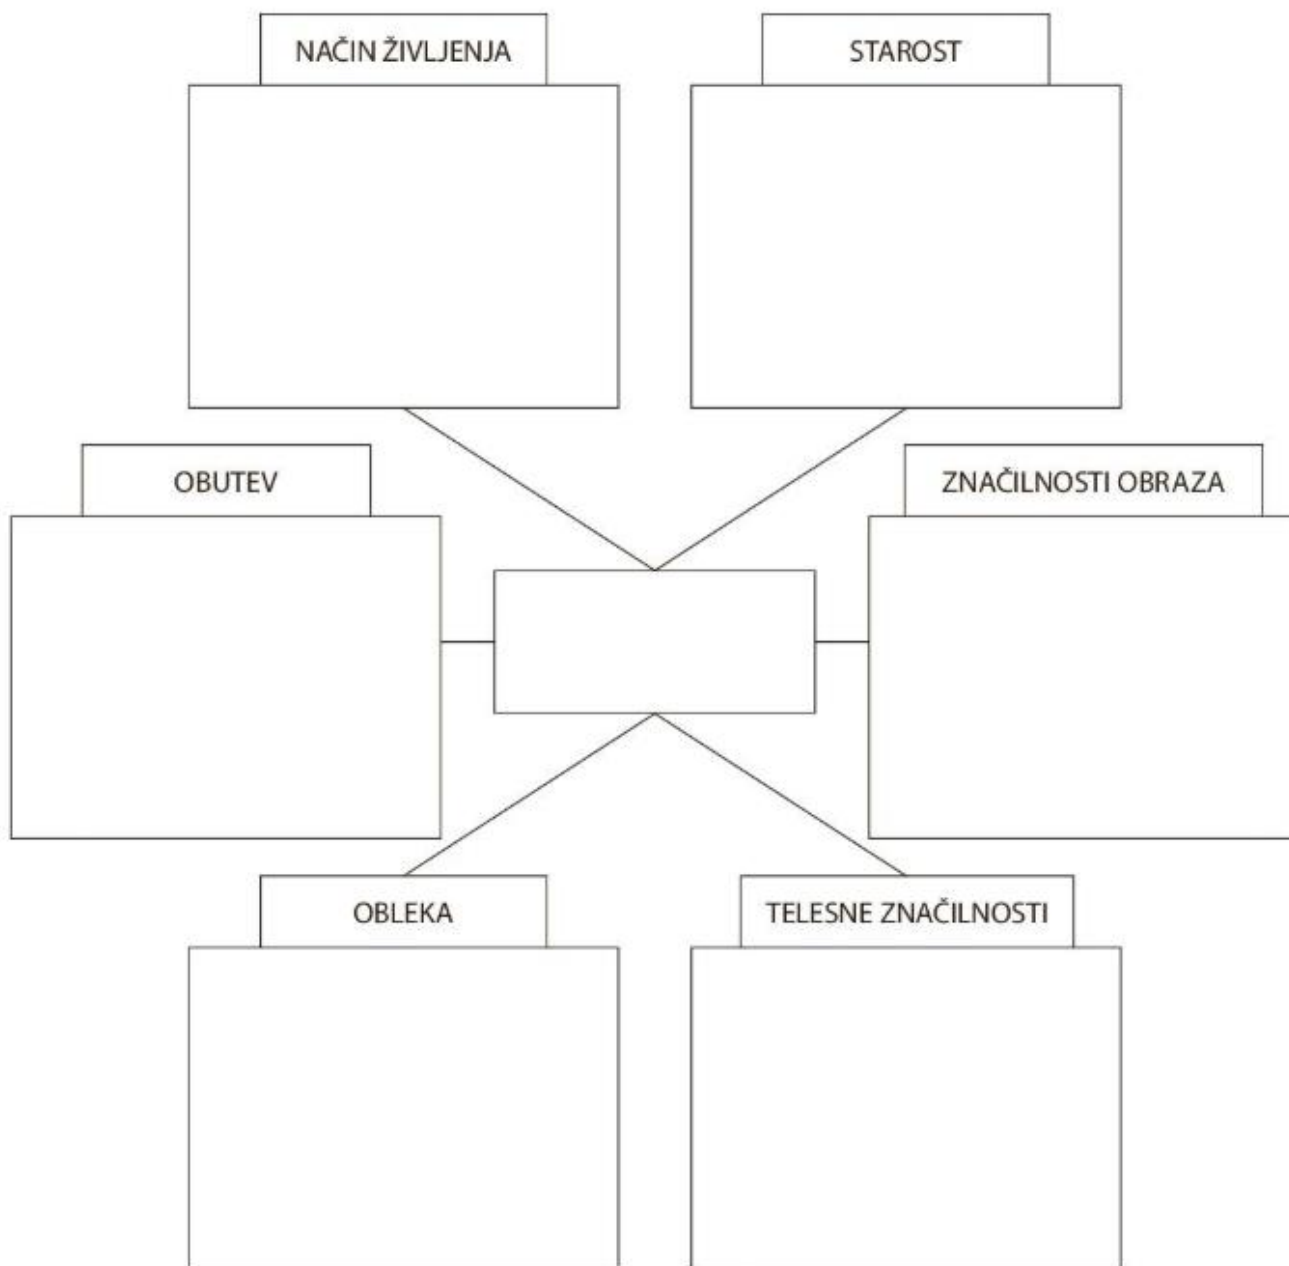 NAČIN ŽIVLJENJA
STAROST
OBUTEV
ZNAČILNOSTI OBRAZA
OBLEKA
TELESNE ZNAČILNOSTI